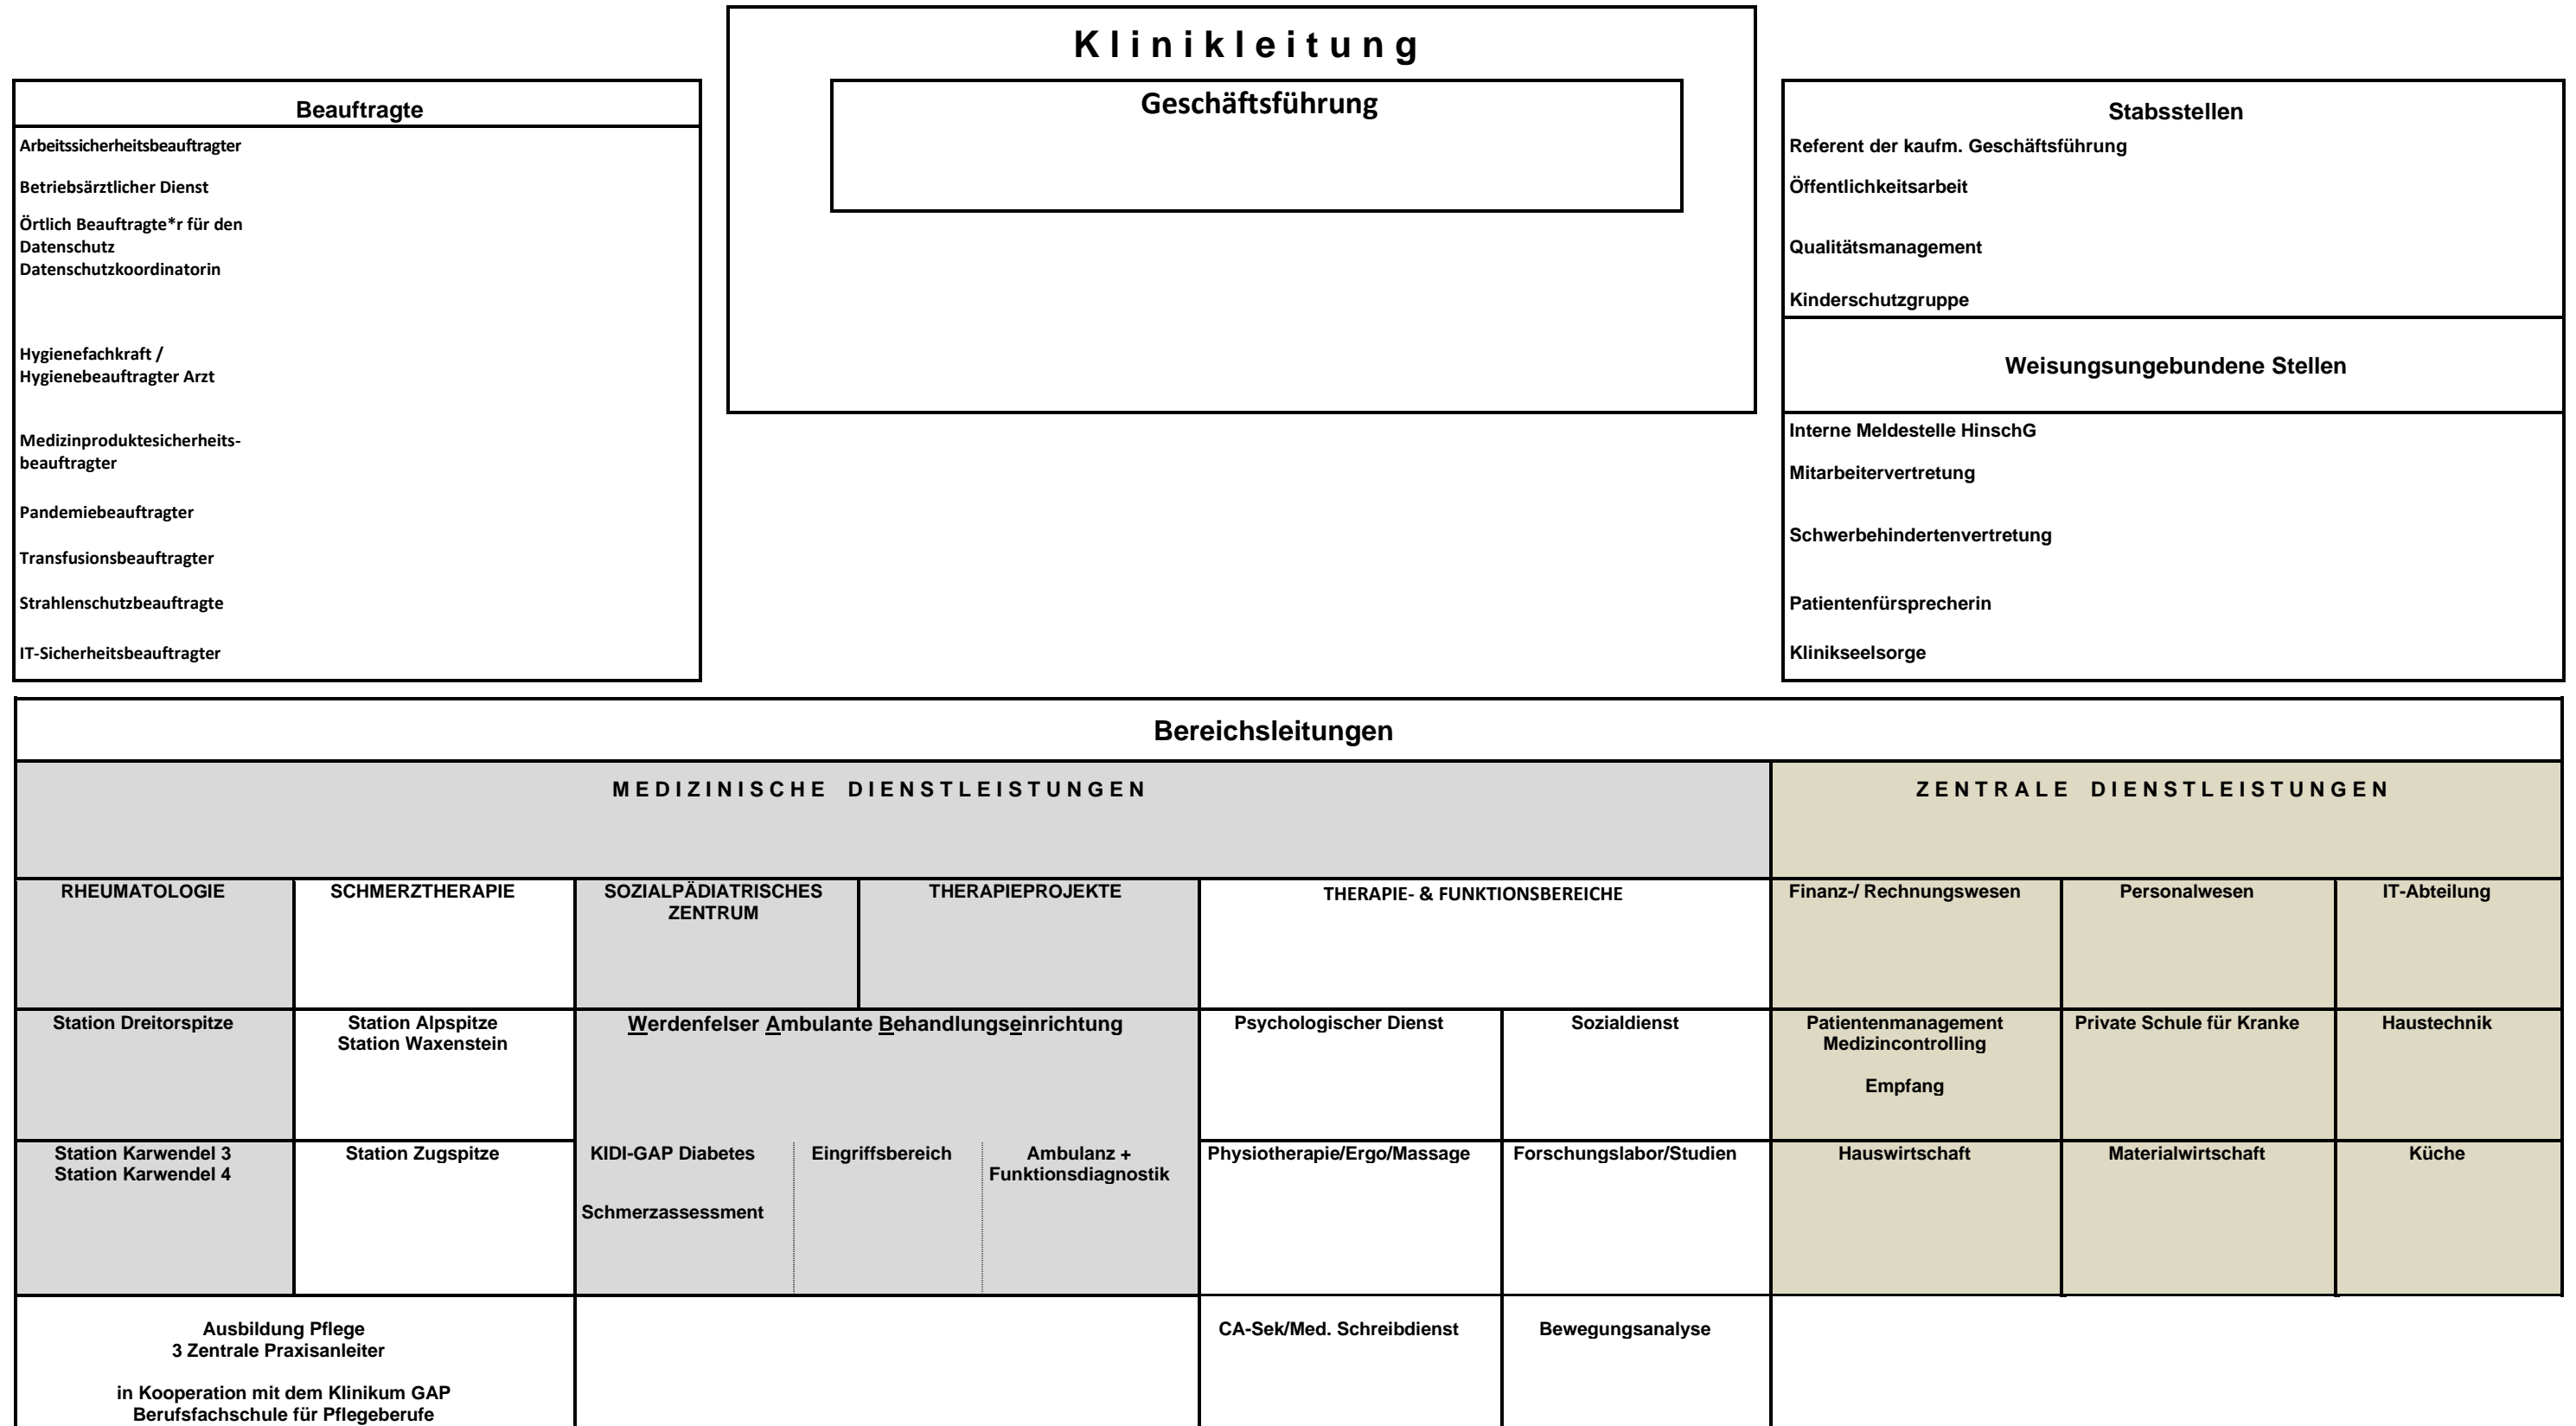 Klinikleitung
Geschäftsführung
Beauftragte
Arbeitssicherheitsbeauftragter
Betriebsärztlicher Dienst
Örtlich Beauftragte*r für den
Datenschutz
Datenschutzkoordinatorin
Hygienefachkraft /
Hygienebeauftragter Arzt
Medizinproduktesicherheits-
beauftragter
Pandemiebeauftragter
Transfusionsbeauftragter
Strahlenschutzbeauftragte
IT-Sicherheitsbeauftragter
Stabsstellen
Referent der kaufm. Geschäftsführung
Öffentlichkeitsarbeit
Qualitätsmanagement
Kinderschutzgruppe
Weisungsungebundene Stellen
Interne Meldestelle HinschG
Mitarbeitervertretung
Schwerbehindertenvertretung
Patientenfürsprecherin
Klinikseelsorge
Bereichsleitungen
MEDIZINISCHE DIENSTLEISTUNGEN
ZENTRALE DIENSTLEISTUNGEN
RHEUMATOLOGIE
SCHMERZTHERAPIE
SOZIALPÄDIATRISCHES
ZENTRUM
THERAPIEPROJEKTE
THERAPIE- & FUNKTIONSBEREICHE
Finanz-/ Rechnungswesen
Personalwesen
IT-Abteilung
Station Dreitorspitze
Station Alpspitze
Station Waxenstein
Werdenfelser Ambulante Behandlungseinrichtung
Psychologischer Dienst
Sozialdienst
Patientenmanagement
Medizincontrolling
Empfang
Private Schule für Kranke
Haustechnik
Station Karwendel 3
Station Karwendel 4
Station Zugspitze
KIDI-GAP Diabetes
Schmerzassessment
Eingriffsbereich
Ambulanz +
Funktionsdiagnostik
Physiotherapie/Ergo/Massage
Forschungslabor/Studien
Hauswirtschaft
Materialwirtschaft
Küche
Ausbildung Pflege
3 Zentrale Praxisanleiter
in Kooperation mit dem Klinikum GAP
Berufsfachschule für Pflegeberufe
CA-Sek/Med. Schreibdienst
Bewegungsanalyse